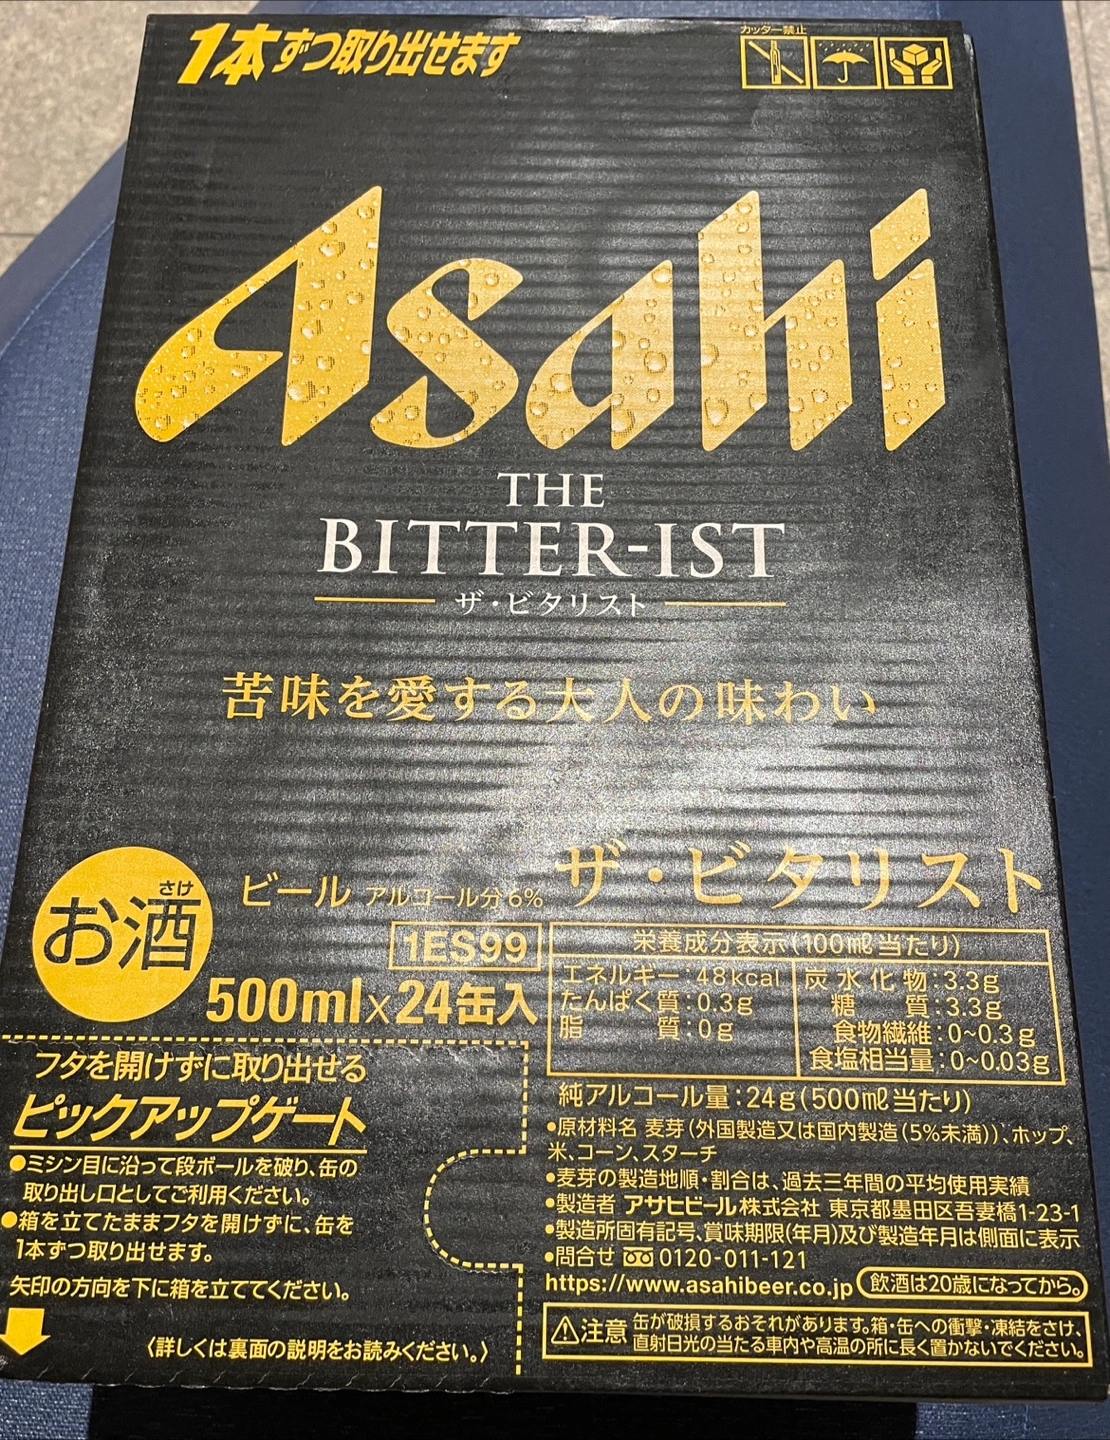 1本ずつ取り出せます
カッター禁止
Asahi
THE
BITTER-IST
ザ・ビタリスト
苦味を愛する大人の味わい
お酒
さけ
ビール アルコール分6%
1ES99
500ml×24缶入
ザ・ビタリスト
栄養成分表示(100ml当たり)
エネルギー:48kcal
たんぱく質:0.3g
脂質:0g
炭水化物:3.3g
糖質:3.3g
食物繊維:0~0.3g
食塩相当量:0~0.03g
純アルコール量:24g(500ml当たり)
●原材料名 麦芽(外国製造又は国内製造(5%未満))、ホップ、
米、コーン、スターチ
●麦芽の製造地順・割合は、過去三年間の平均使用実績
●製造者 アサヒビール株式会社 東京都墨田区吾妻橋1-23-1
●製造所固有記号、賞味期限(年月)及び製造年月は側面に表示
●問合せ 0120-011-121
https://www.asahibeer.co.jp 飲酒は20歳になってから。
注意 缶が破損するおそれがあります。箱・缶への衝撃・凍結をさけ、
直射日光の当たる車内や高温の所に長く置かないでください。
フタを開けずに取り出せる
ピックアップゲート
●ミシン目に沿って段ボールを破り、缶の
取り出し口としてご利用ください。
●箱を立てたままフタを開けずに、缶を
1本ずつ取り出せます。
矢印の方向を下に箱を立ててください。
〈詳しくは裏面の説明をお読みください。〉